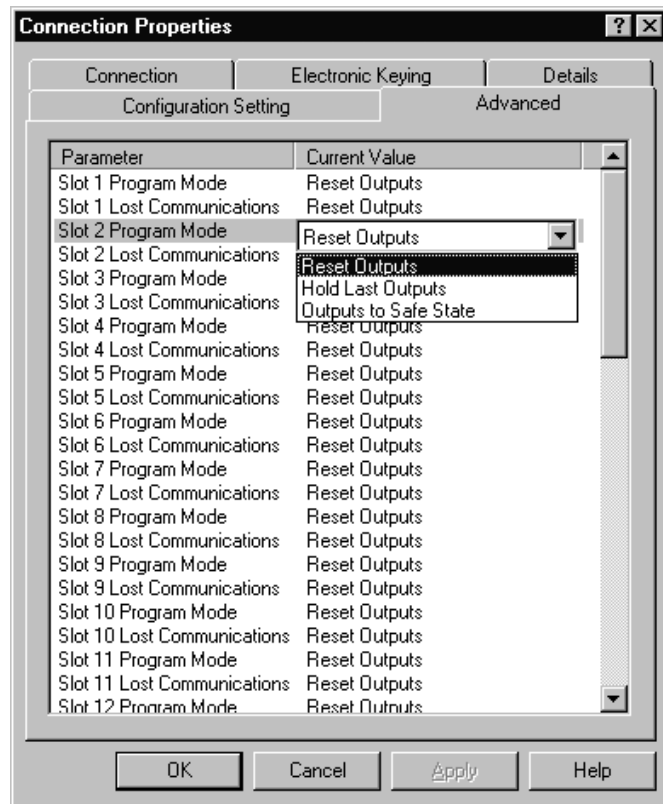 Connection Properties
Connection Electronic Keying Details
Configuration Setting Advanced
Parameter Current Value
Slot 1 Program Mode Reset Outputs
Slot 1 Lost Communications Reset Outputs
Slot 2 Program Mode Reset Outputs
Slot 2 Lost Communications Reset Outputs
Slot 3 Program Mode Hold Last Outputs
Slot 3 Lost Communications Outputs to Safe State
Slot 4 Program Mode Reset Outputs
Slot 4 Lost Communications Reset Outputs
Slot 5 Program Mode Reset Outputs
Slot 5 Lost Communications Reset Outputs
Slot 6 Program Mode Reset Outputs
Slot 6 Lost Communications Reset Outputs
Slot 7 Program Mode Reset Outputs
Slot 7 Lost Communications Reset Outputs
Slot 8 Program Mode Reset Outputs
Slot 8 Lost Communications Reset Outputs
Slot 9 Program Mode Reset Outputs
Slot 9 Lost Communications Reset Outputs
Slot 10 Program Mode Reset Outputs
Slot 10 Lost Communications Reset Outputs
Slot 11 Program Mode Reset Outputs
Slot 11 Lost Communications Reset Outputs
Slot 12 Program Mode Reset Outputs
OK Cancel Apply Help